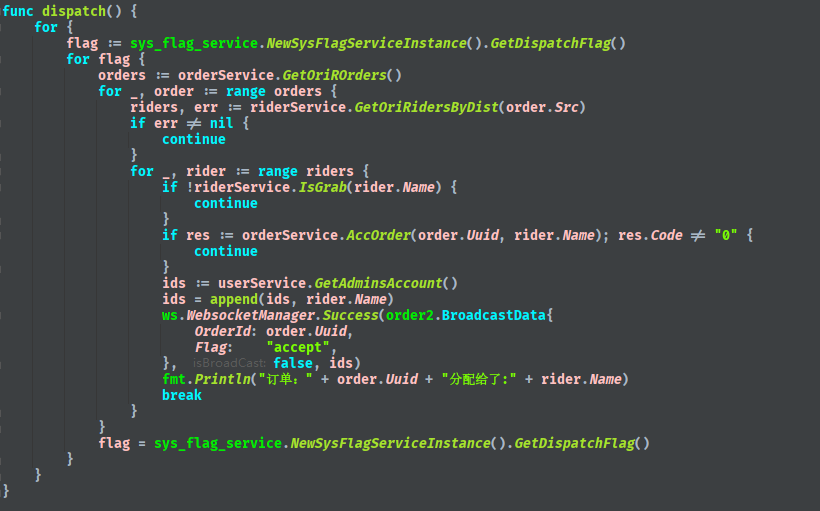 func dispatch() {
    for {
        flag := sys_flag_service.NewSysFlagServiceInstance().GetDispatchFlag()
        for flag {
            orders := orderService.GetOriROrders()
            for _, order := range orders {
                riders, err := riderService.GetOriRidersByDist(order.Src)
                if err ≠ nil {
                    continue
                }
                for _, rider := range riders {
                    if !riderService.IsGrab(rider.Name) {
                        continue
                    }
                    if res := orderService.AccOrder(order.Uuid, rider.Name); res.Code ≠ "0" {
                        continue
                    }
                    ids := userService.GetAdminsAccount()
                    ids = append(ids, rider.Name)
                    ws.WebsocketManager.Success(order2.BroadcastData{
                        OrderId: order.Uuid,
                        Flag:    "accept",
                    }, isBroadCast: false, ids)
                    fmt.Println("订单：" + order.Uuid + "分配给了:" + rider.Name)
                    break
                }
            }
            flag = sys_flag_service.NewSysFlagServiceInstance().GetDispatchFlag()
        }
    }
}